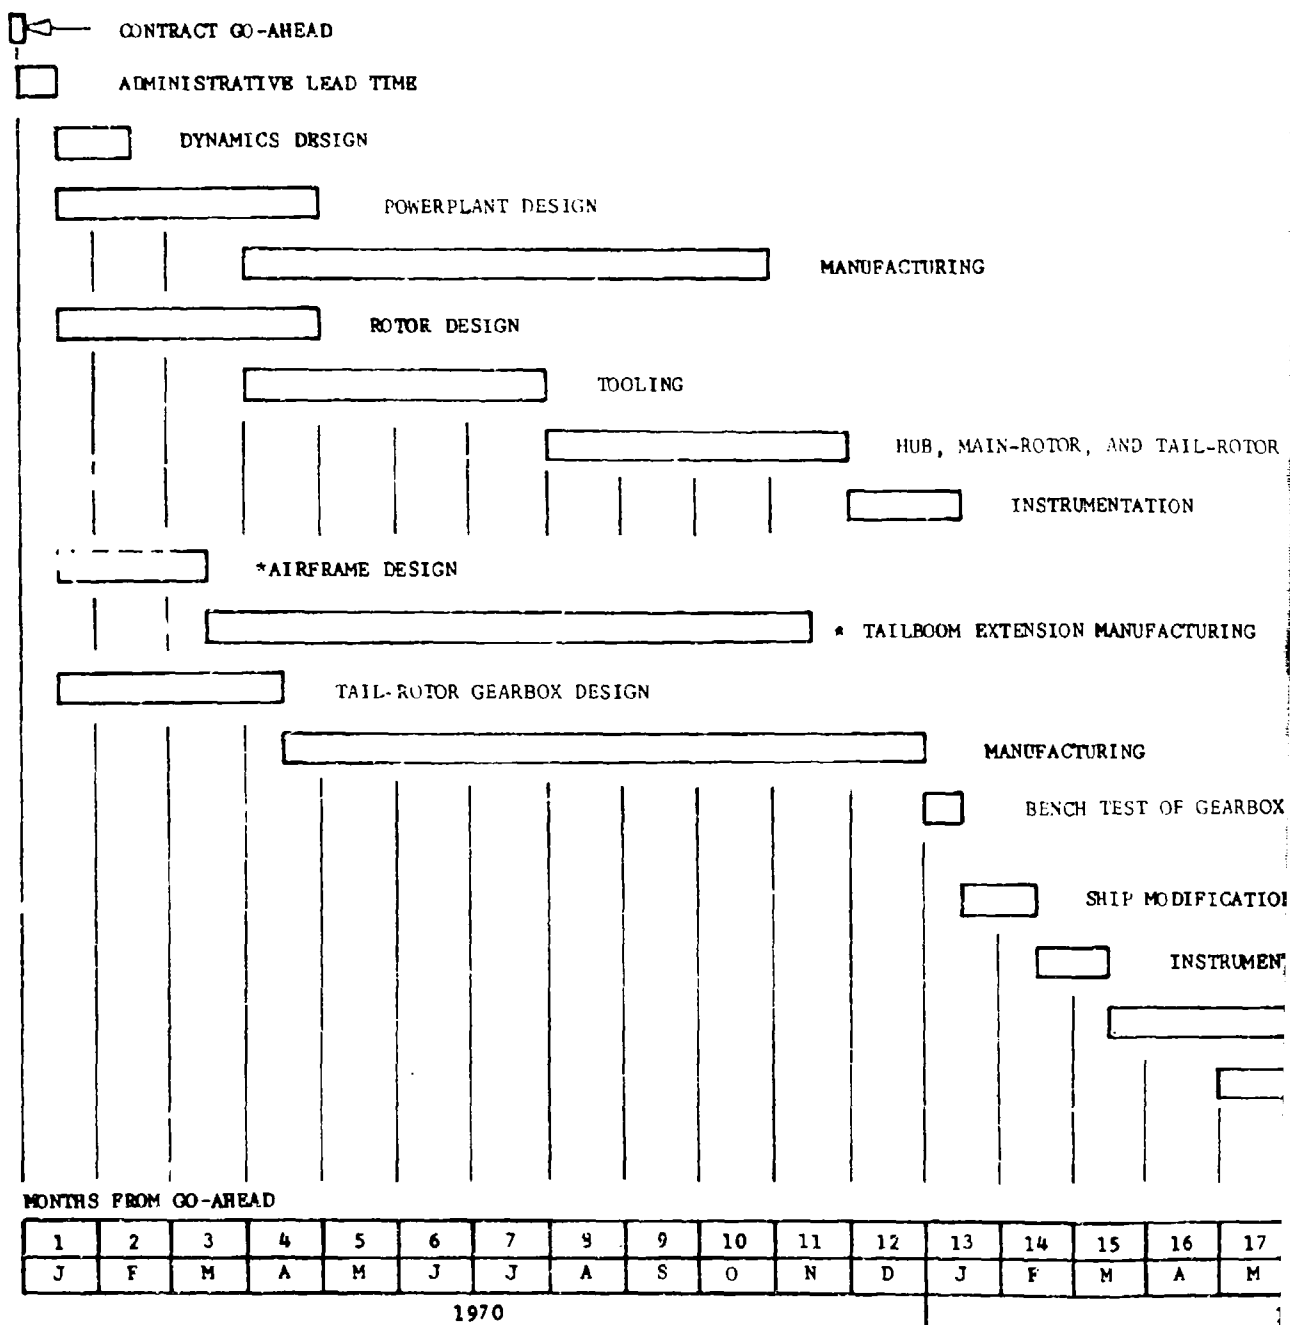 CONTRACT GO-AHEAD
ADMINISTRATIVE LEAD TIME
DYNAMICS DESIGN
POWERPLANT DESIGN
MANUFACTURING
ROTOR DESIGN
TOOLING
HUB, MAIN-ROTOR, AND TAIL-ROTOR
INSTRUMENTATION
*AIRFRAME DESIGN
* TAILBOOM EXTENSION MANUFACTURING
TAIL-ROTOR GEARBOX DESIGN
MANUFACTURING
BENCH TEST OF GEARBOX
SHIP MODIFICATION
INSTRUMENT
MONTHS FROM GO-AHEAD
1 2 3 4 5 6 7 8 9 10 11 12 13 14 15 16 17
J F M A M J J A S O N D J F M A M
1970
1